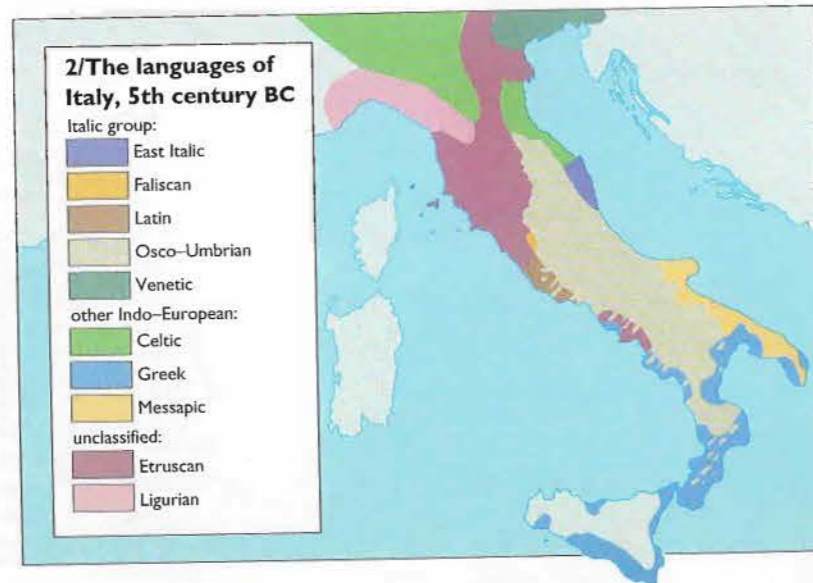 2/The languages of
Italy, 5th century BC
Italic group:
East Italic
Faliscan
Latin
Osco–Umbrian
Venetic
other Indo–European:
Celtic
Greek
Messapic
unclassified:
Etruscan
Ligurian